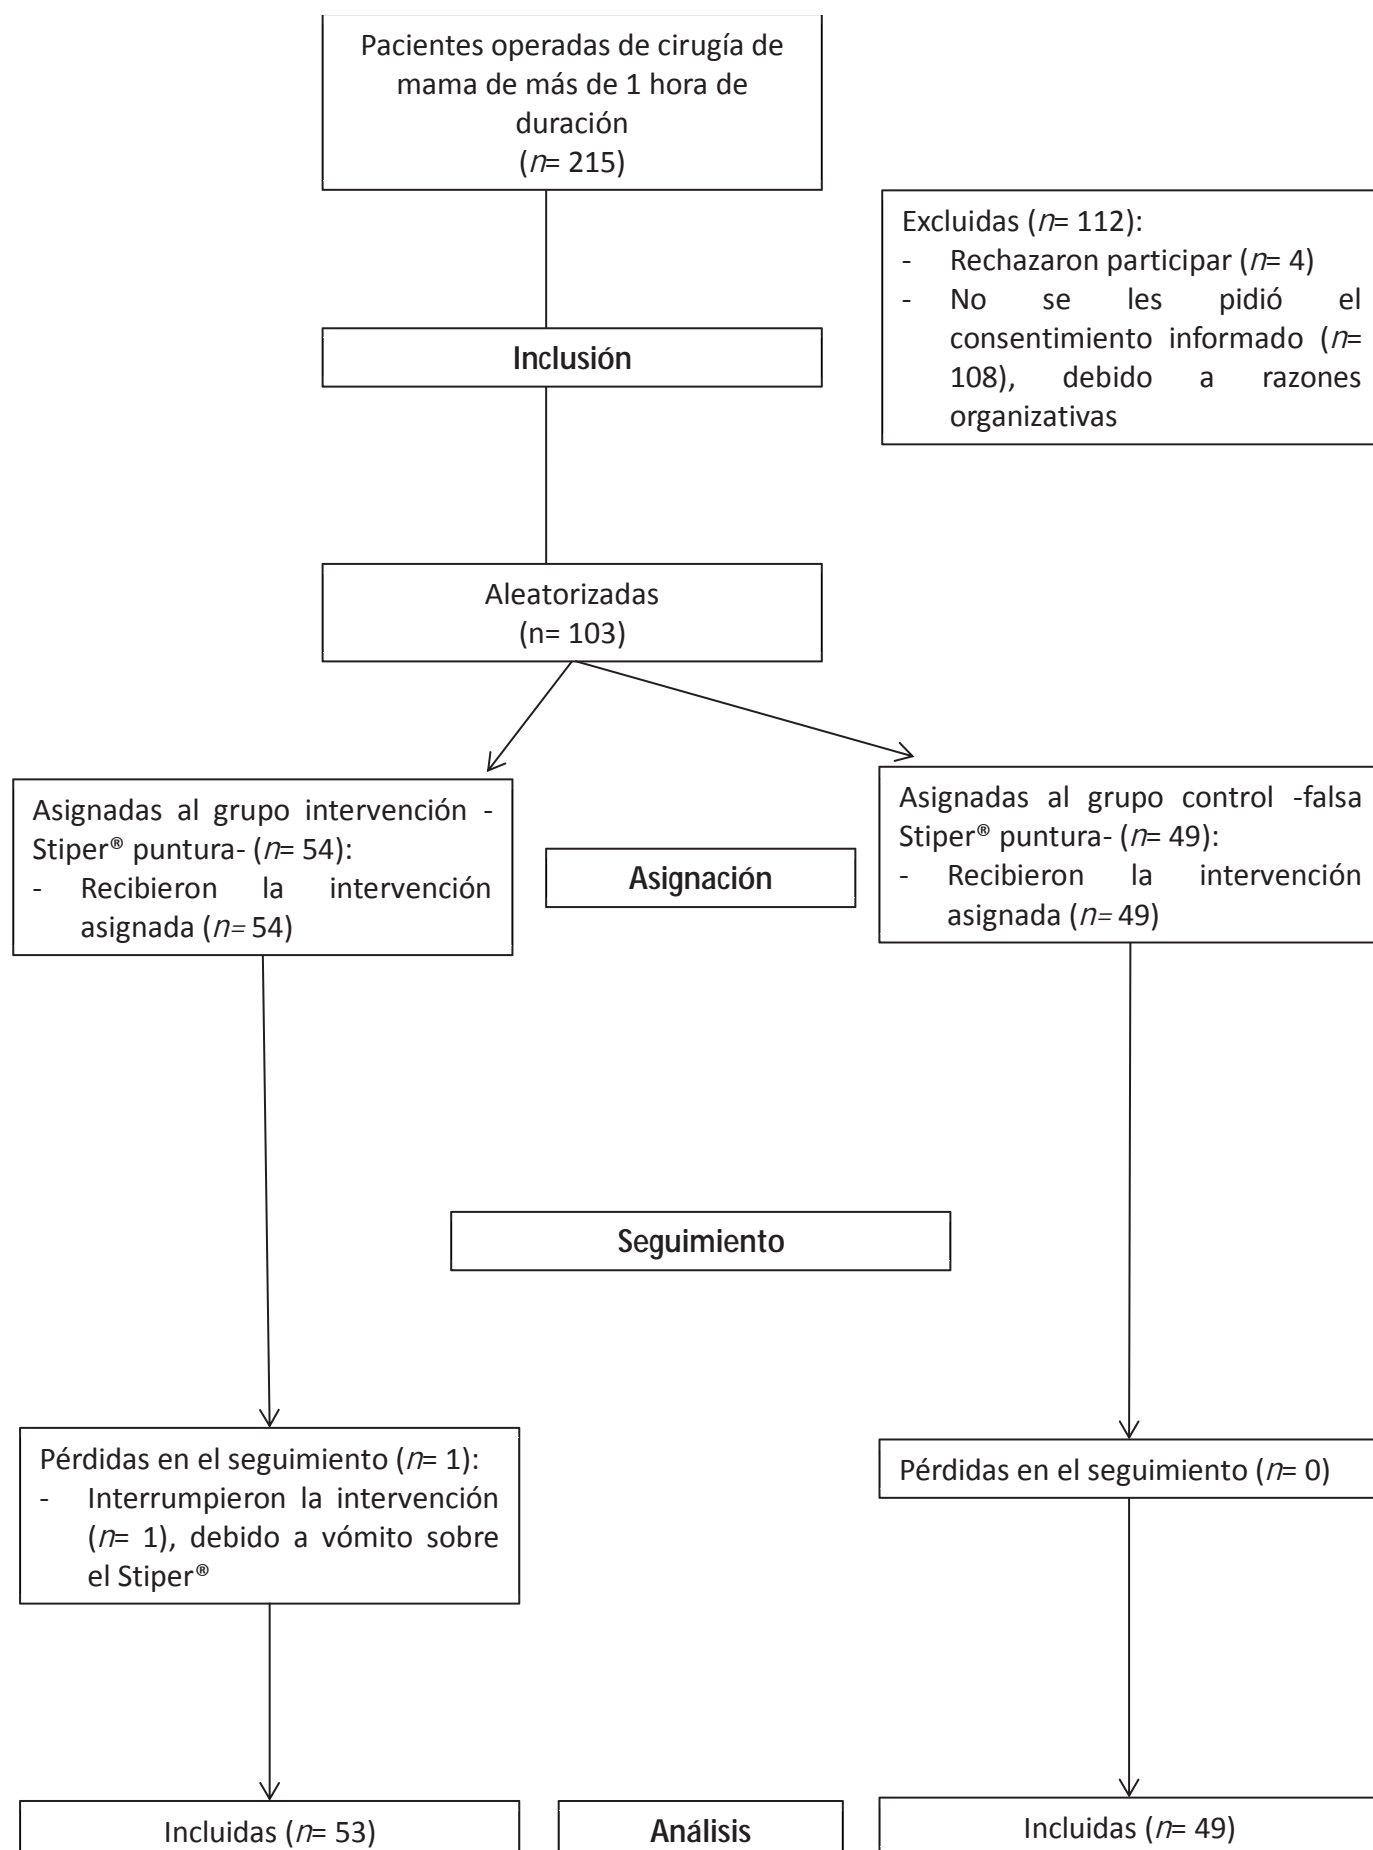 Pacientes operadas de cirugía de
mama de más de 1 hora de
duración
(n= 215)
Excluidas (n= 112):
- Rechazaron participar (n= 4)
- No se les pidió el
consentimiento informado (n=
108), debido a razones
organizativas
Inclusión
Aleatorizadas
(n= 103)
Asignadas al grupo intervención -
Stiper® puntura- (n= 54):
- Recibieron la intervención
asignada (n= 54)
Asignación
Asignadas al grupo control -falsa
Stiper® puntura- (n= 49):
- Recibieron la intervención
asignada (n= 49)
Seguimiento
Pérdidas en el seguimiento (n= 1):
- Interrumpieron la intervención
(n= 1), debido a vómito sobre
el Stiper®
Pérdidas en el seguimiento (n= 0)
Incluidas (n= 53)
Análisis
Incluidas (n= 49)